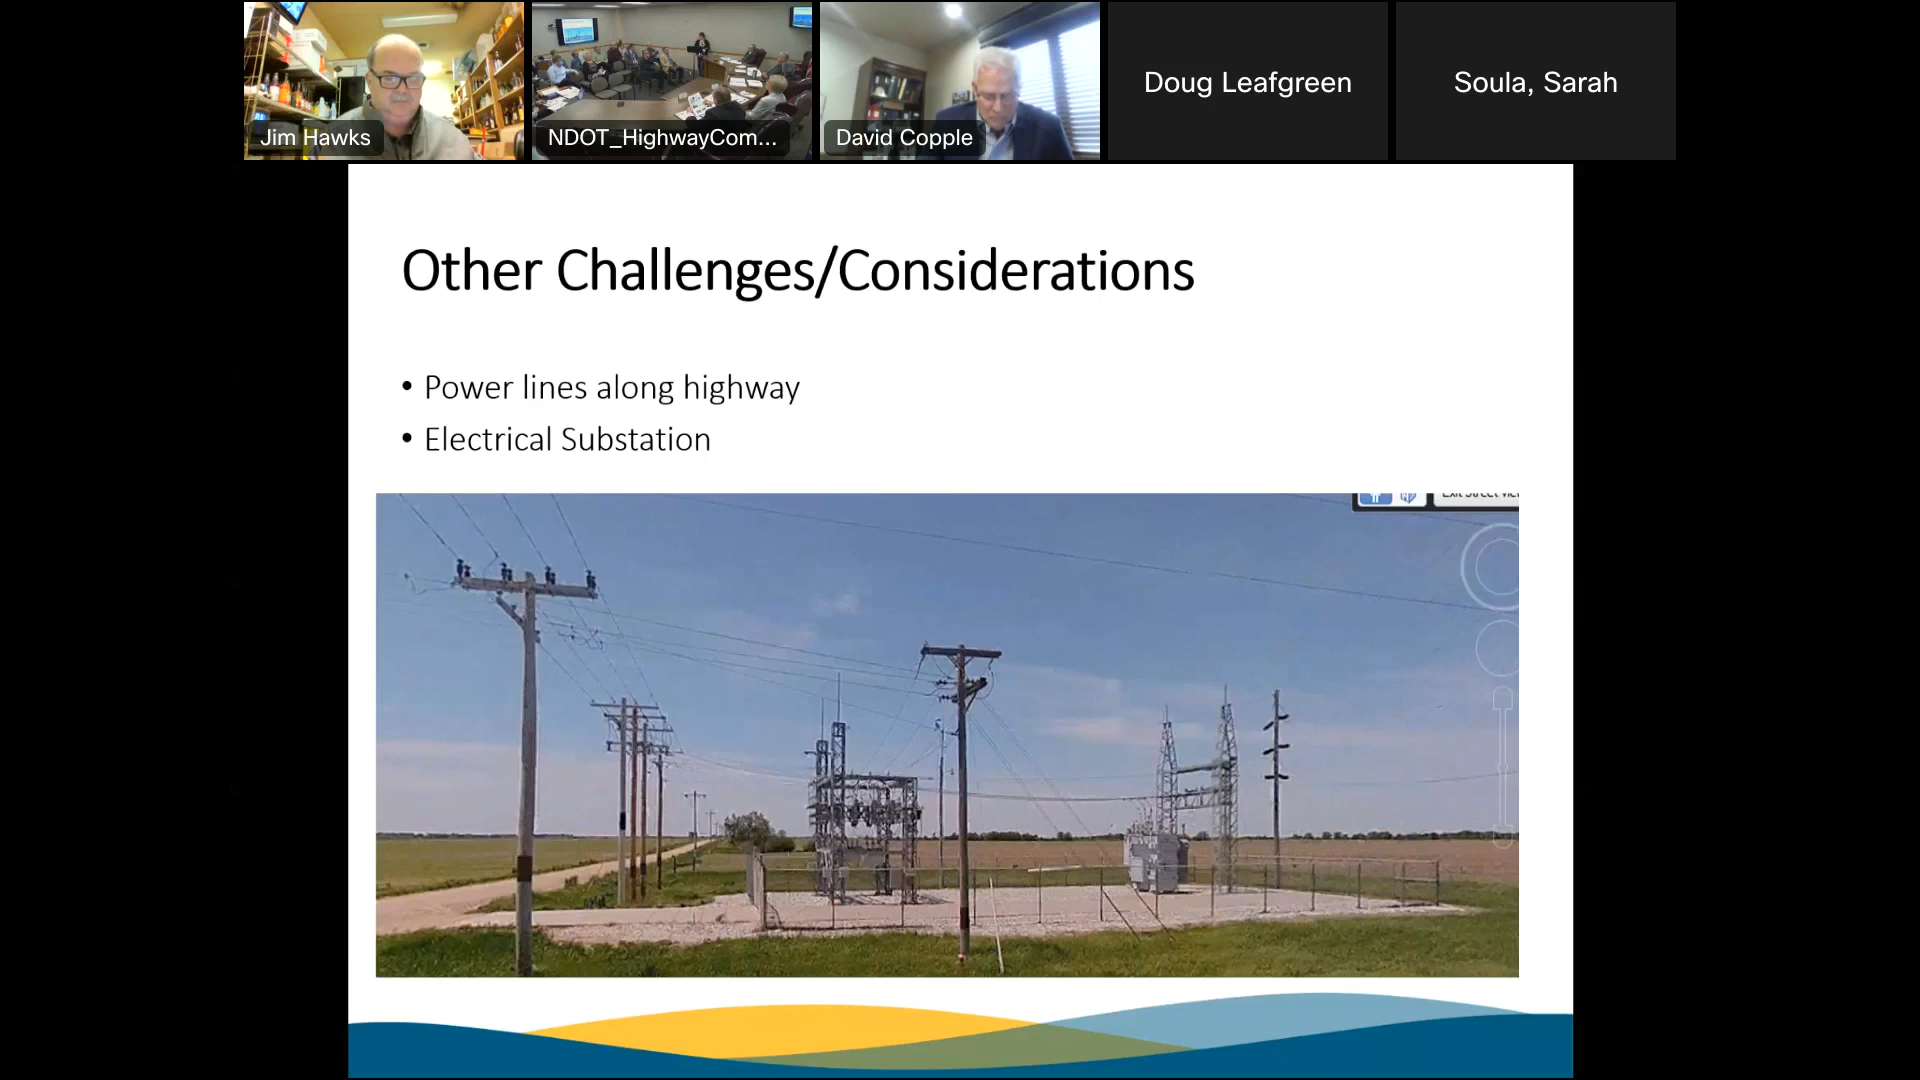 Jim Hawks
NDOT_HighwayCom...
David Copple
Doug Leafgreen
Soula, Sarah
Other Challenges/Considerations
• Power lines along highway
• Electrical Substation